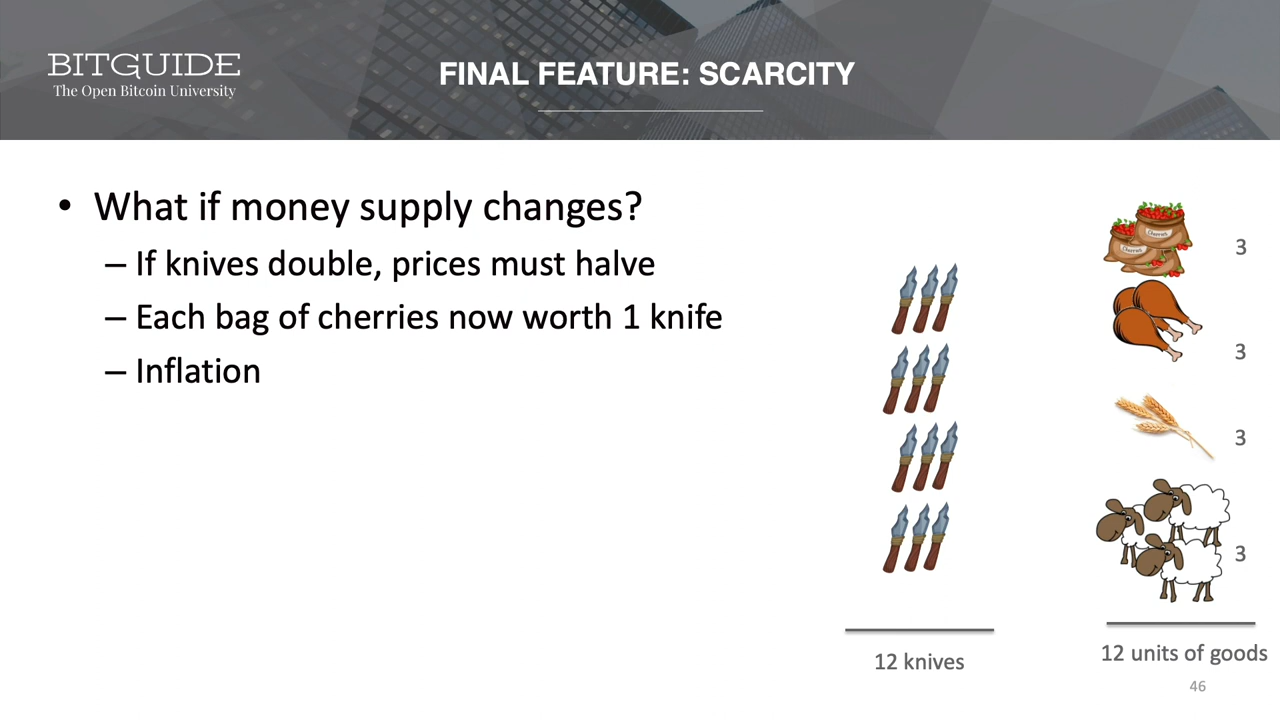 BITGUIDE
The Open Bitcoin University
FINAL FEATURE: SCARCITY
• What if money supply changes?
– If knives double, prices must halve
– Each bag of cherries now worth 1 knife
– Inflation
Cherries
Cherries
3
3
3
3
12 knives
12 units of goods
46